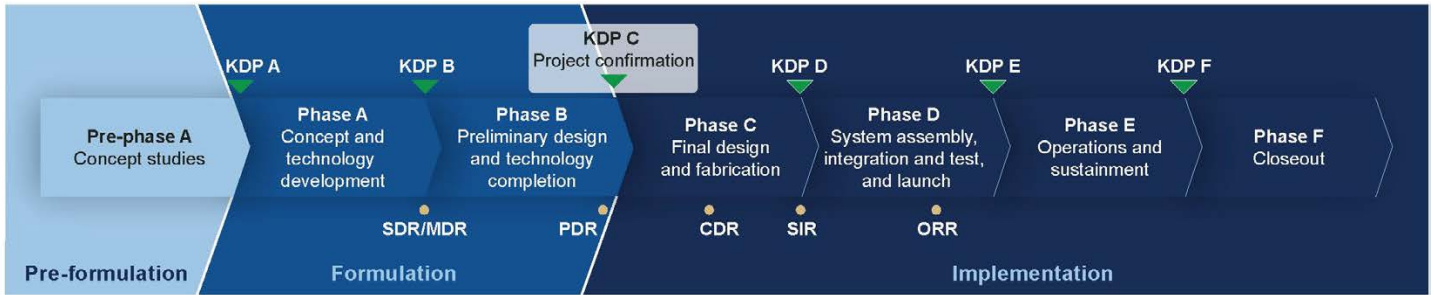 KDP A
KDP B
KDP C
Project confirmation
KDP D
KDP E
KDP F
Pre-phase A
Concept studies
Phase A
Concept and
technology
development
Phase B
Preliminary design
and technology
completion
Phase C
Final design
and fabrication
Phase D
System assembly,
integration and test,
and launch
Phase E
Operations and
sustainment
Phase F
Closeout
SDR/MDR
PDR
CDR
SIR
ORR
Pre-formulation
Formulation
Implementation